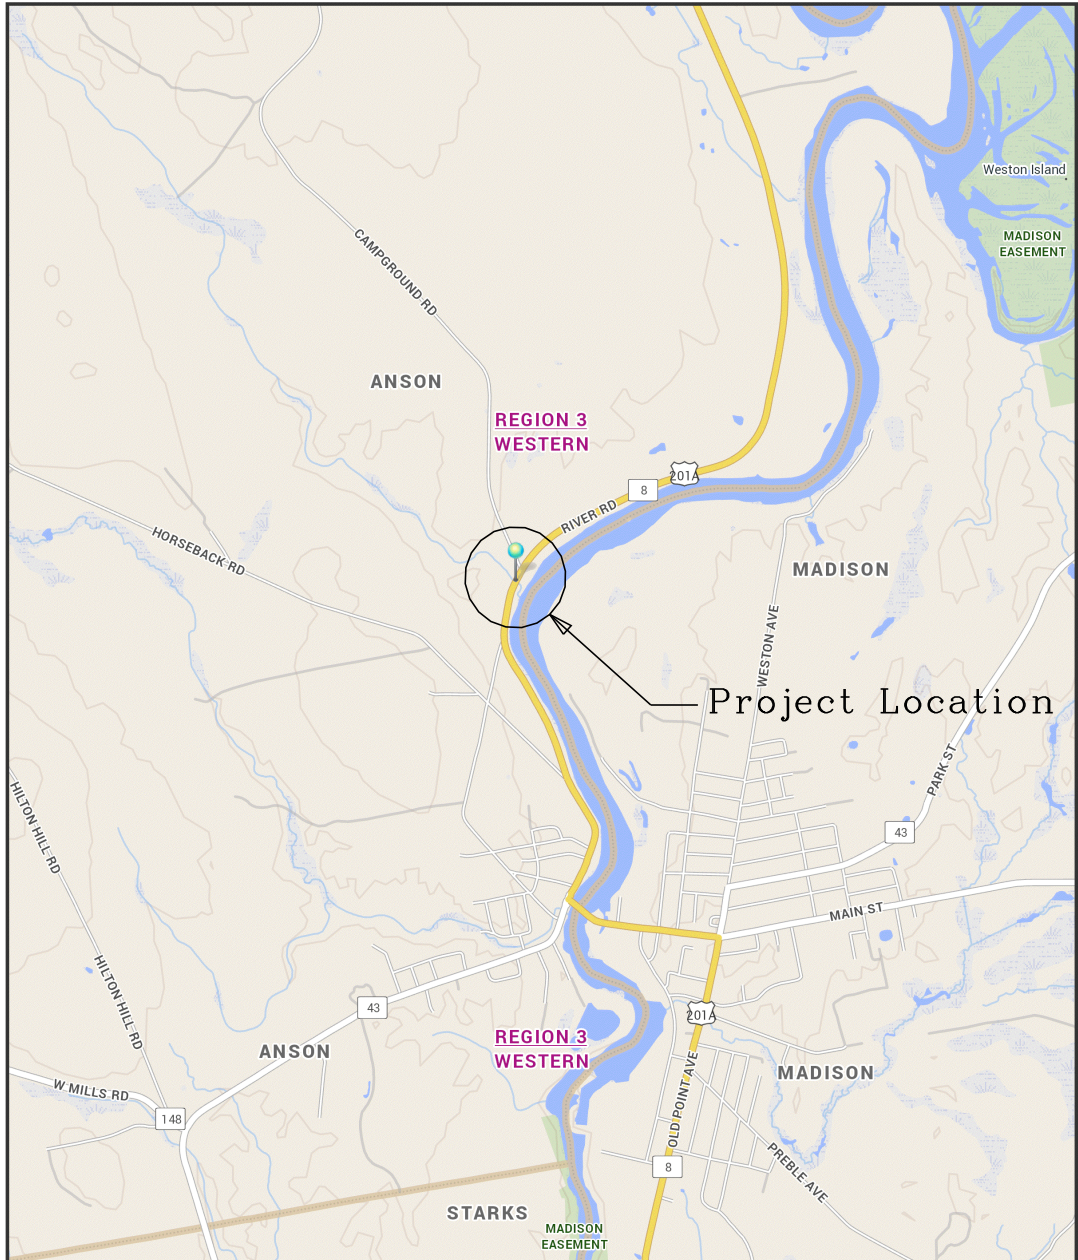 Weston Island
MADISON
EASEMENT
CAMPGROUND RD
ANSON
REGION 3
WESTERN
201A
8
RIVER RD
HORSEBACK RD
MADISON
WESTON AVE
Project Location
PARK ST
HILTON HILL RD
43
MAIN ST
HILTON HILL RD
43
201A
REGION 3
WESTERN
ANSON
MADISON
W MILLS RD
148
OLD POINT AVE
8
PREBLE AVE
STARKS
MADISON
EASEMENT